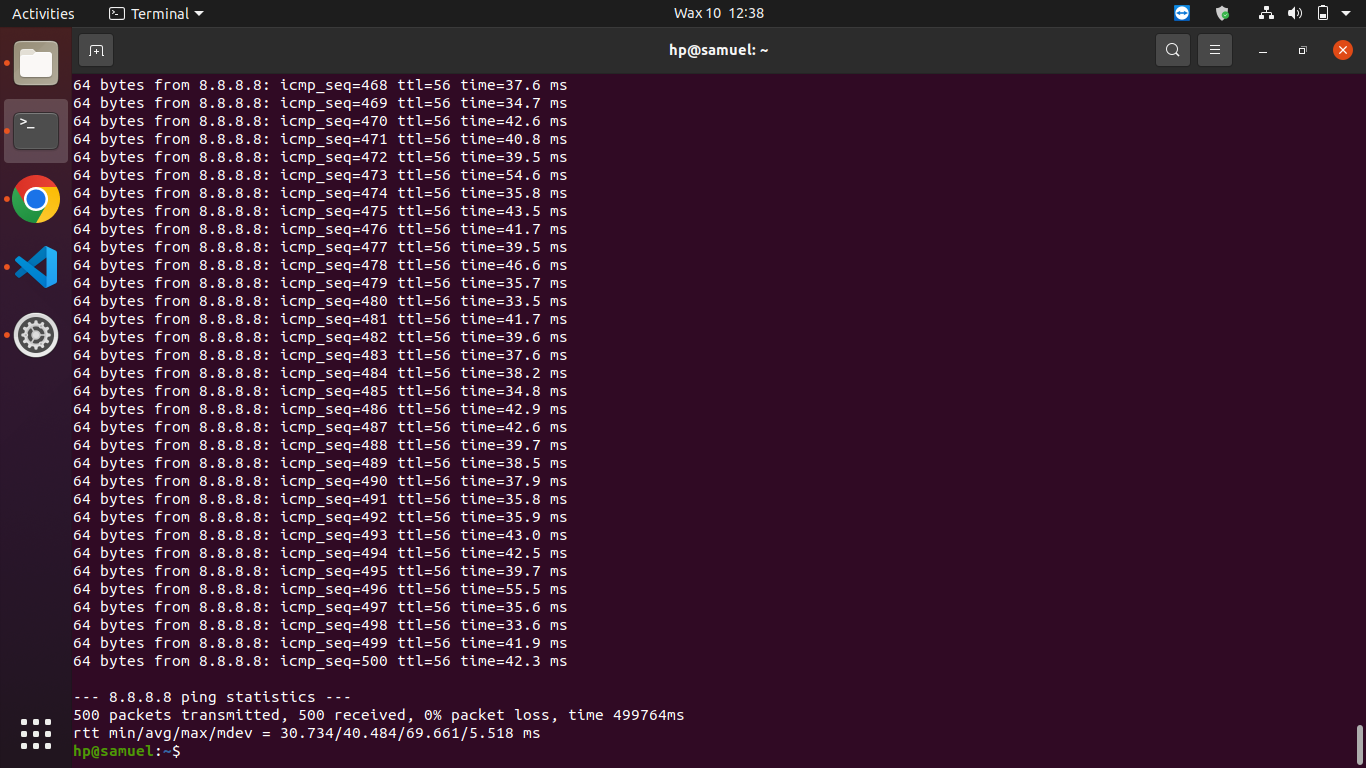 Activities
Terminal
Wax 10 12:38
hp@samuel: ~
64 bytes from 8.8.8.8: icmp_seq=468 ttl=56 time=37.6 ms
64 bytes from 8.8.8.8: icmp_seq=469 ttl=56 time=34.7 ms
64 bytes from 8.8.8.8: icmp_seq=470 ttl=56 time=42.6 ms
64 bytes from 8.8.8.8: icmp_seq=471 ttl=56 time=40.8 ms
64 bytes from 8.8.8.8: icmp_seq=472 ttl=56 time=39.5 ms
64 bytes from 8.8.8.8: icmp_seq=473 ttl=56 time=54.6 ms
64 bytes from 8.8.8.8: icmp_seq=474 ttl=56 time=35.8 ms
64 bytes from 8.8.8.8: icmp_seq=475 ttl=56 time=43.5 ms
64 bytes from 8.8.8.8: icmp_seq=476 ttl=56 time=41.7 ms
64 bytes from 8.8.8.8: icmp_seq=477 ttl=56 time=39.5 ms
64 bytes from 8.8.8.8: icmp_seq=478 ttl=56 time=46.6 ms
64 bytes from 8.8.8.8: icmp_seq=479 ttl=56 time=35.7 ms
64 bytes from 8.8.8.8: icmp_seq=480 ttl=56 time=33.5 ms
64 bytes from 8.8.8.8: icmp_seq=481 ttl=56 time=41.7 ms
64 bytes from 8.8.8.8: icmp_seq=482 ttl=56 time=39.6 ms
64 bytes from 8.8.8.8: icmp_seq=483 ttl=56 time=37.6 ms
64 bytes from 8.8.8.8: icmp_seq=484 ttl=56 time=38.2 ms
64 bytes from 8.8.8.8: icmp_seq=485 ttl=56 time=34.8 ms
64 bytes from 8.8.8.8: icmp_seq=486 ttl=56 time=42.9 ms
64 bytes from 8.8.8.8: icmp_seq=487 ttl=56 time=42.6 ms
64 bytes from 8.8.8.8: icmp_seq=488 ttl=56 time=39.7 ms
64 bytes from 8.8.8.8: icmp_seq=489 ttl=56 time=38.5 ms
64 bytes from 8.8.8.8: icmp_seq=490 ttl=56 time=37.9 ms
64 bytes from 8.8.8.8: icmp_seq=491 ttl=56 time=35.8 ms
64 bytes from 8.8.8.8: icmp_seq=492 ttl=56 time=35.9 ms
64 bytes from 8.8.8.8: icmp_seq=493 ttl=56 time=43.0 ms
64 bytes from 8.8.8.8: icmp_seq=494 ttl=56 time=42.5 ms
64 bytes from 8.8.8.8: icmp_seq=495 ttl=56 time=39.7 ms
64 bytes from 8.8.8.8: icmp_seq=496 ttl=56 time=55.5 ms
64 bytes from 8.8.8.8: icmp_seq=497 ttl=56 time=35.6 ms
64 bytes from 8.8.8.8: icmp_seq=498 ttl=56 time=33.6 ms
64 bytes from 8.8.8.8: icmp_seq=499 ttl=56 time=41.9 ms
64 bytes from 8.8.8.8: icmp_seq=500 ttl=56 time=42.3 ms
--- 8.8.8.8 ping statistics ---
500 packets transmitted, 500 received, 0% packet loss, time 499764ms
rtt min/avg/max/mdev = 30.734/40.484/69.661/5.518 ms
hp@samuel:~$